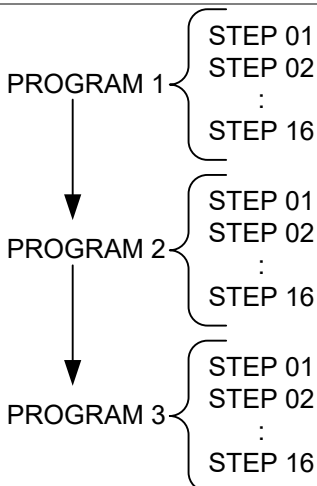 STEP 01
STEP 02
PROGRAM 1
:
STEP 16
STEP 01
STEP 02
PROGRAM 2
:
STEP 16
STEP 01
STEP 02
PROGRAM 3
:
STEP 16